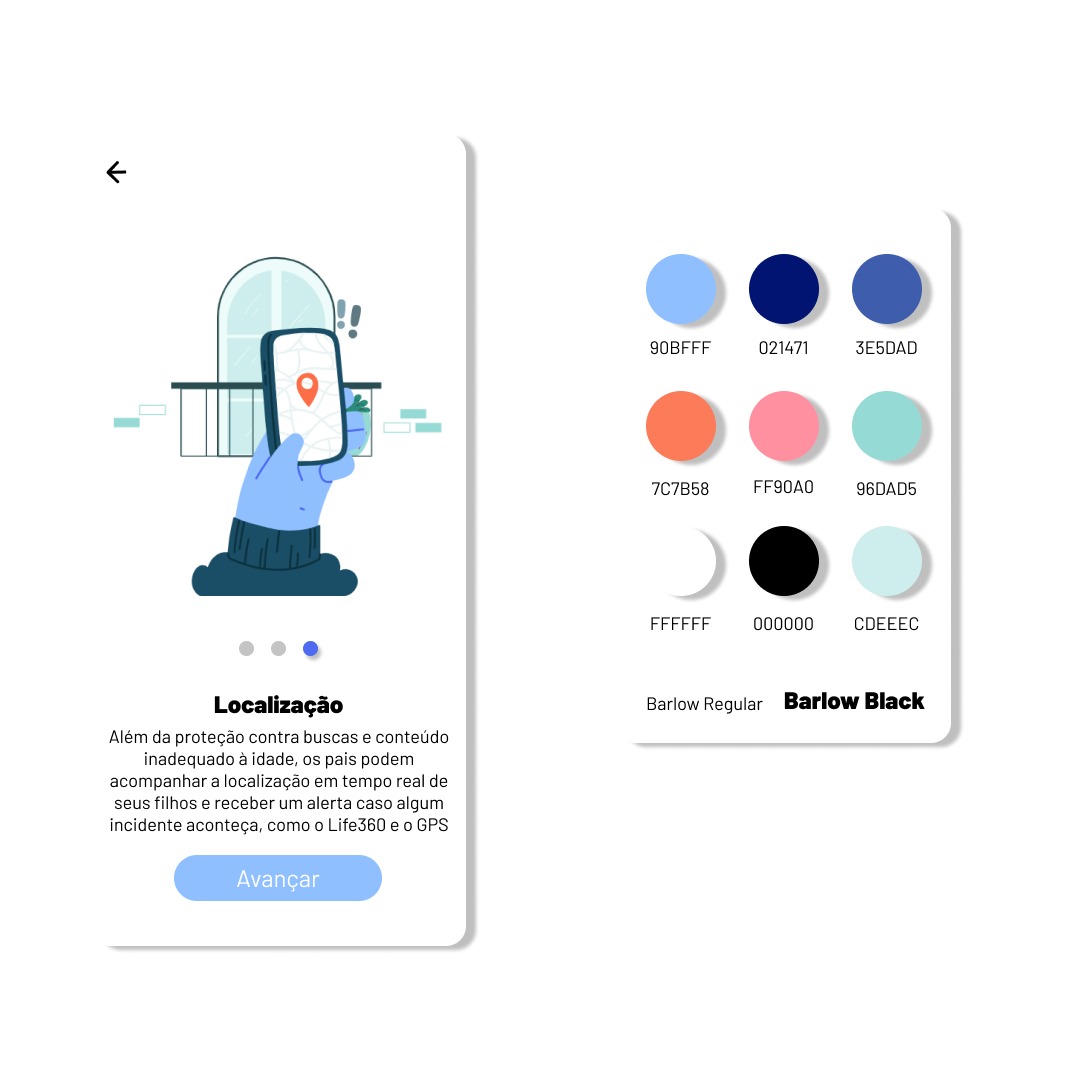 Localização
Além da proteção contra buscas e conteúdo
inadequado à idade, os pais podem
acompanhar a localização em tempo real de
seus filhos e receber um alerta caso algum
incidente aconteça, como o Life360 e o GPS
Avançar
90BFFF 021471 3E5DAD
7C7B58 FF90A0 96DAD5
FFFFFF 000000 CDEEEC
Barlow Regular Barlow Black